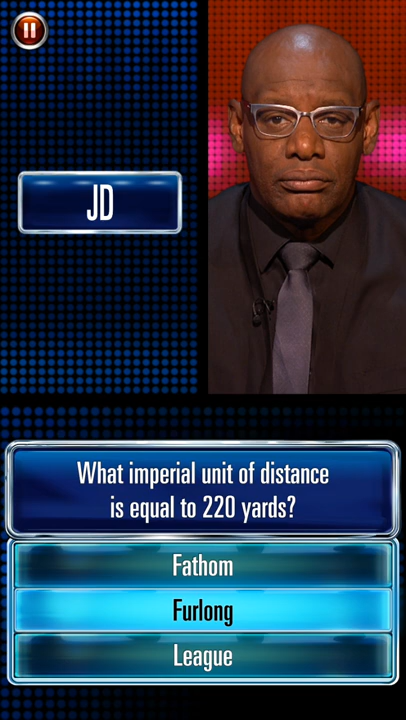 JD
What imperial unit of distance
is equal to 220 yards?
Fathom
Furlong
League